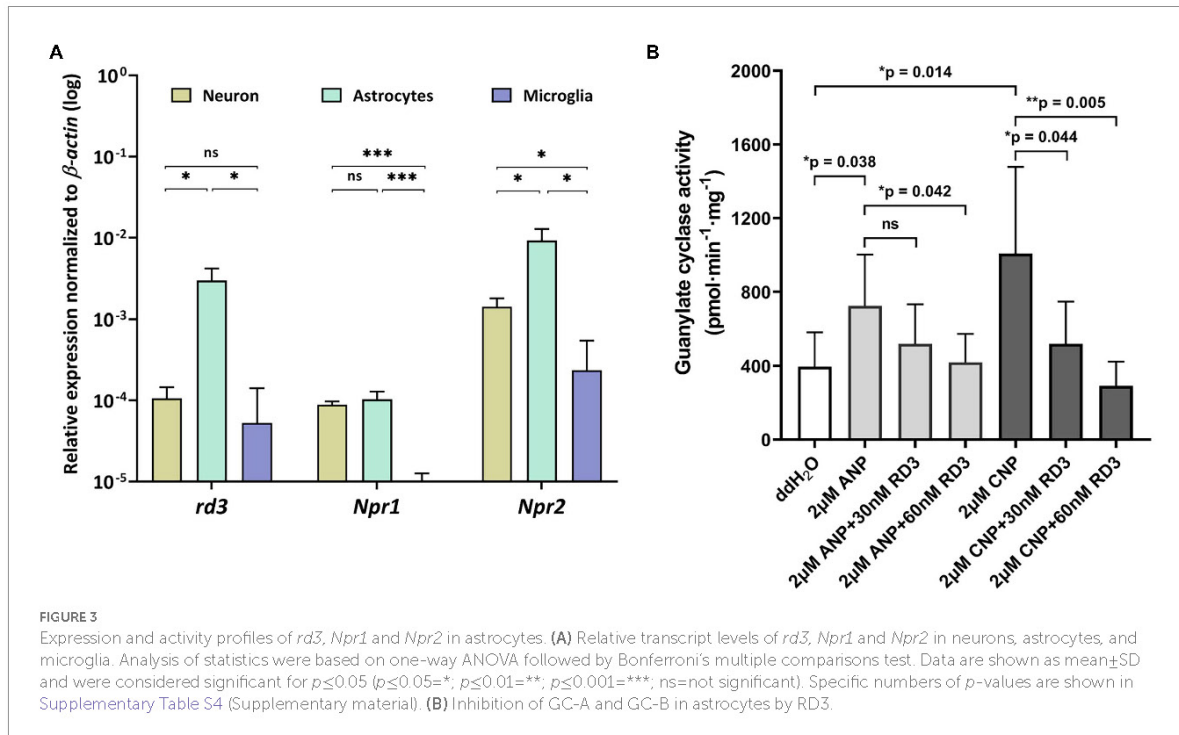 A
Relative expression normalized to β-actin (log)
10⁰
10⁻¹
10⁻²
10⁻³
10⁻⁴
10⁻⁵
Neuron
Astrocytes
Microglia
ns
*
*
***
ns
***
*
*
*
rd3
Npr1
Npr2
B
Guanylate cyclase activity
(pmol·min⁻¹·mg⁻¹)
2000
1600
1200
800
400
0
*p = 0.014
**p = 0.005
*p = 0.044
*p = 0.038
*p = 0.042
ns
ddH₂O
2μM ANP
2μM ANP+30nM RD3
2μM ANP+60nM RD3
2μM CNP
2μM CNP+30nM RD3
2μM CNP+60nM RD3
FIGURE 3
Expression and activity profiles of rd3, Npr1 and Npr2 in astrocytes. (A) Relative transcript levels of rd3, Npr1 and Npr2 in neurons, astrocytes, and
microglia. Analysis of statistics were based on one-way ANOVA followed by Bonferroni's multiple comparisons test. Data are shown as mean±SD
and were considered significant for p≤0.05 (p≤0.05=*; p≤0.01=**; p≤0.001=***; ns=not significant). Specific numbers of p-values are shown in
Supplementary Table S4 (Supplementary material). (B) Inhibition of GC-A and GC-B in astrocytes by RD3.